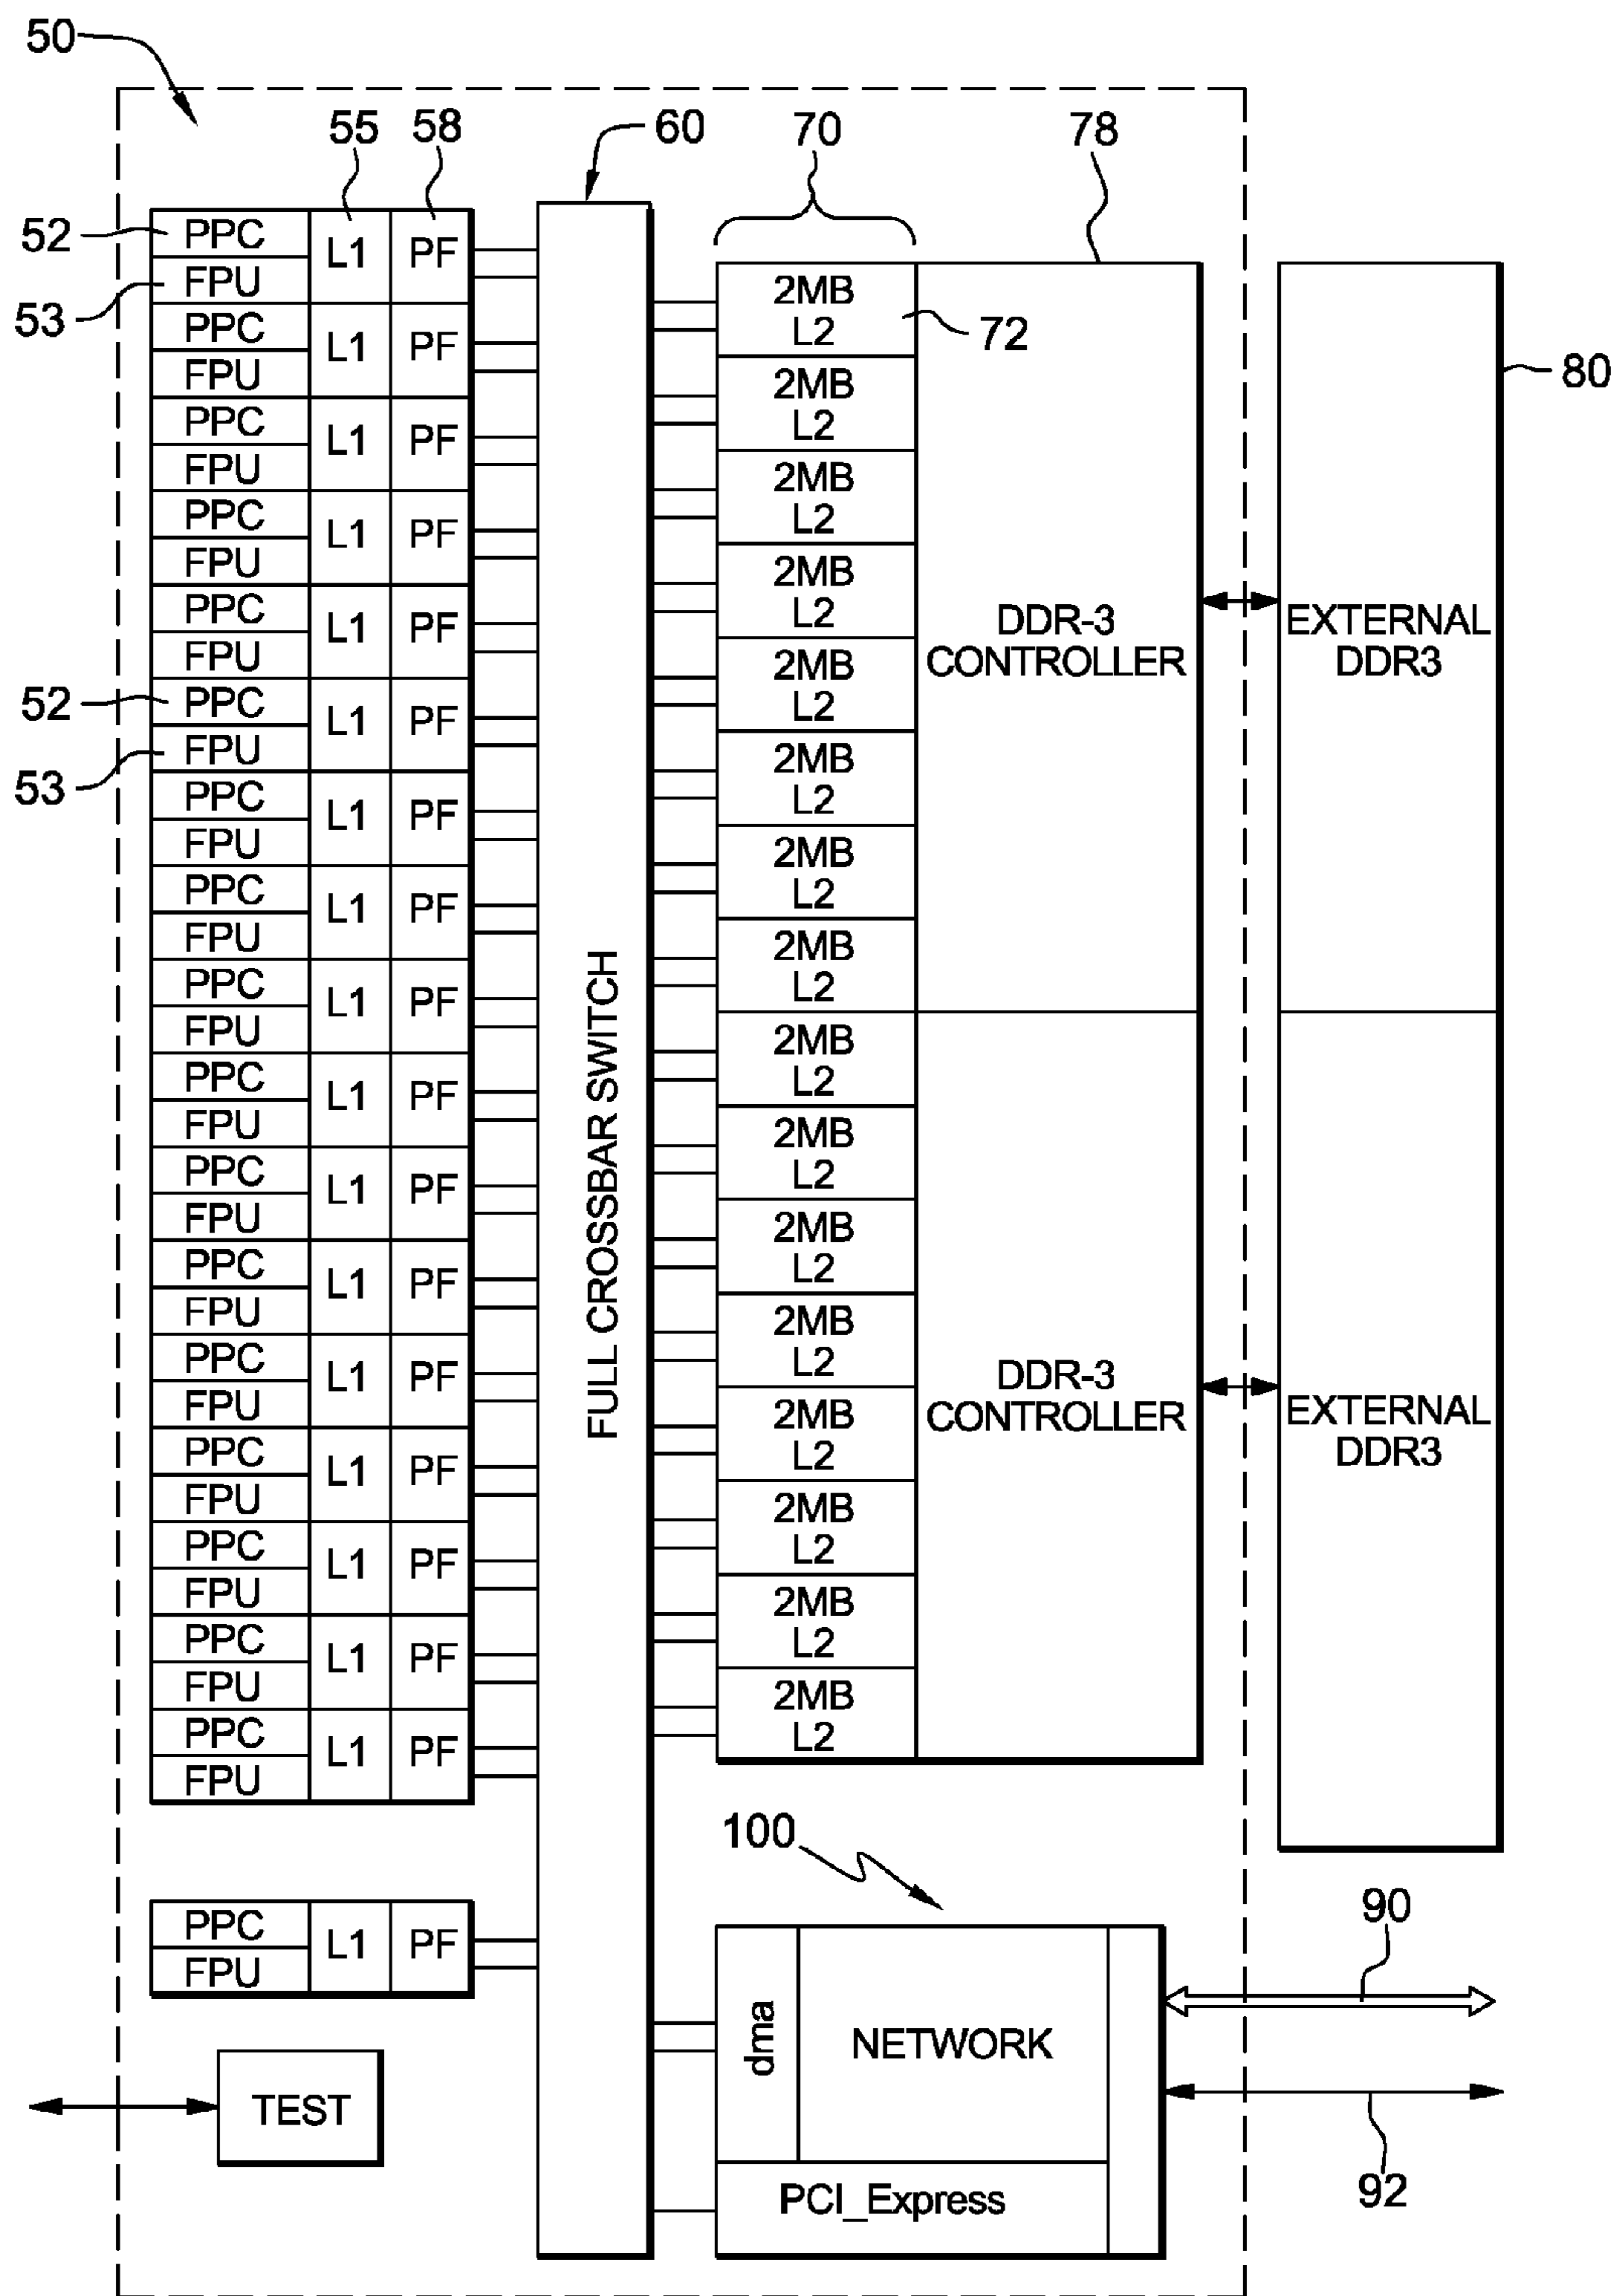 50
55
58
60
70
78
52
53
PPC
FPU
L1
PF
PPC
FPU
L1
PF
PPC
FPU
L1
PF
PPC
FPU
L1
PF
PPC
FPU
L1
PF
52
53
PPC
FPU
L1
PF
PPC
FPU
L1
PF
PPC
FPU
L1
PF
PPC
FPU
L1
PF
PPC
FPU
L1
PF
PPC
FPU
L1
PF
PPC
FPU
L1
PF
PPC
FPU
L1
PF
PPC
FPU
L1
PF
PPC
FPU
L1
PF
PPC
FPU
L1
PF
PPC
FPU
L1
PF
PPC
FPU
L1
PF
TEST
FULL CROSSBAR SWITCH
2MB
L2
72
2MB
L2
2MB
L2
2MB
L2
2MB
L2
2MB
L2
2MB
L2
2MB
L2
2MB
L2
2MB
L2
2MB
L2
2MB
L2
2MB
L2
2MB
L2
2MB
L2
2MB
L2
DDR-3
CONTROLLER
DDR-3
CONTROLLER
80
EXTERNAL
DDR3
EXTERNAL
DDR3
100
dma
NETWORK
PCI_Express
90
92